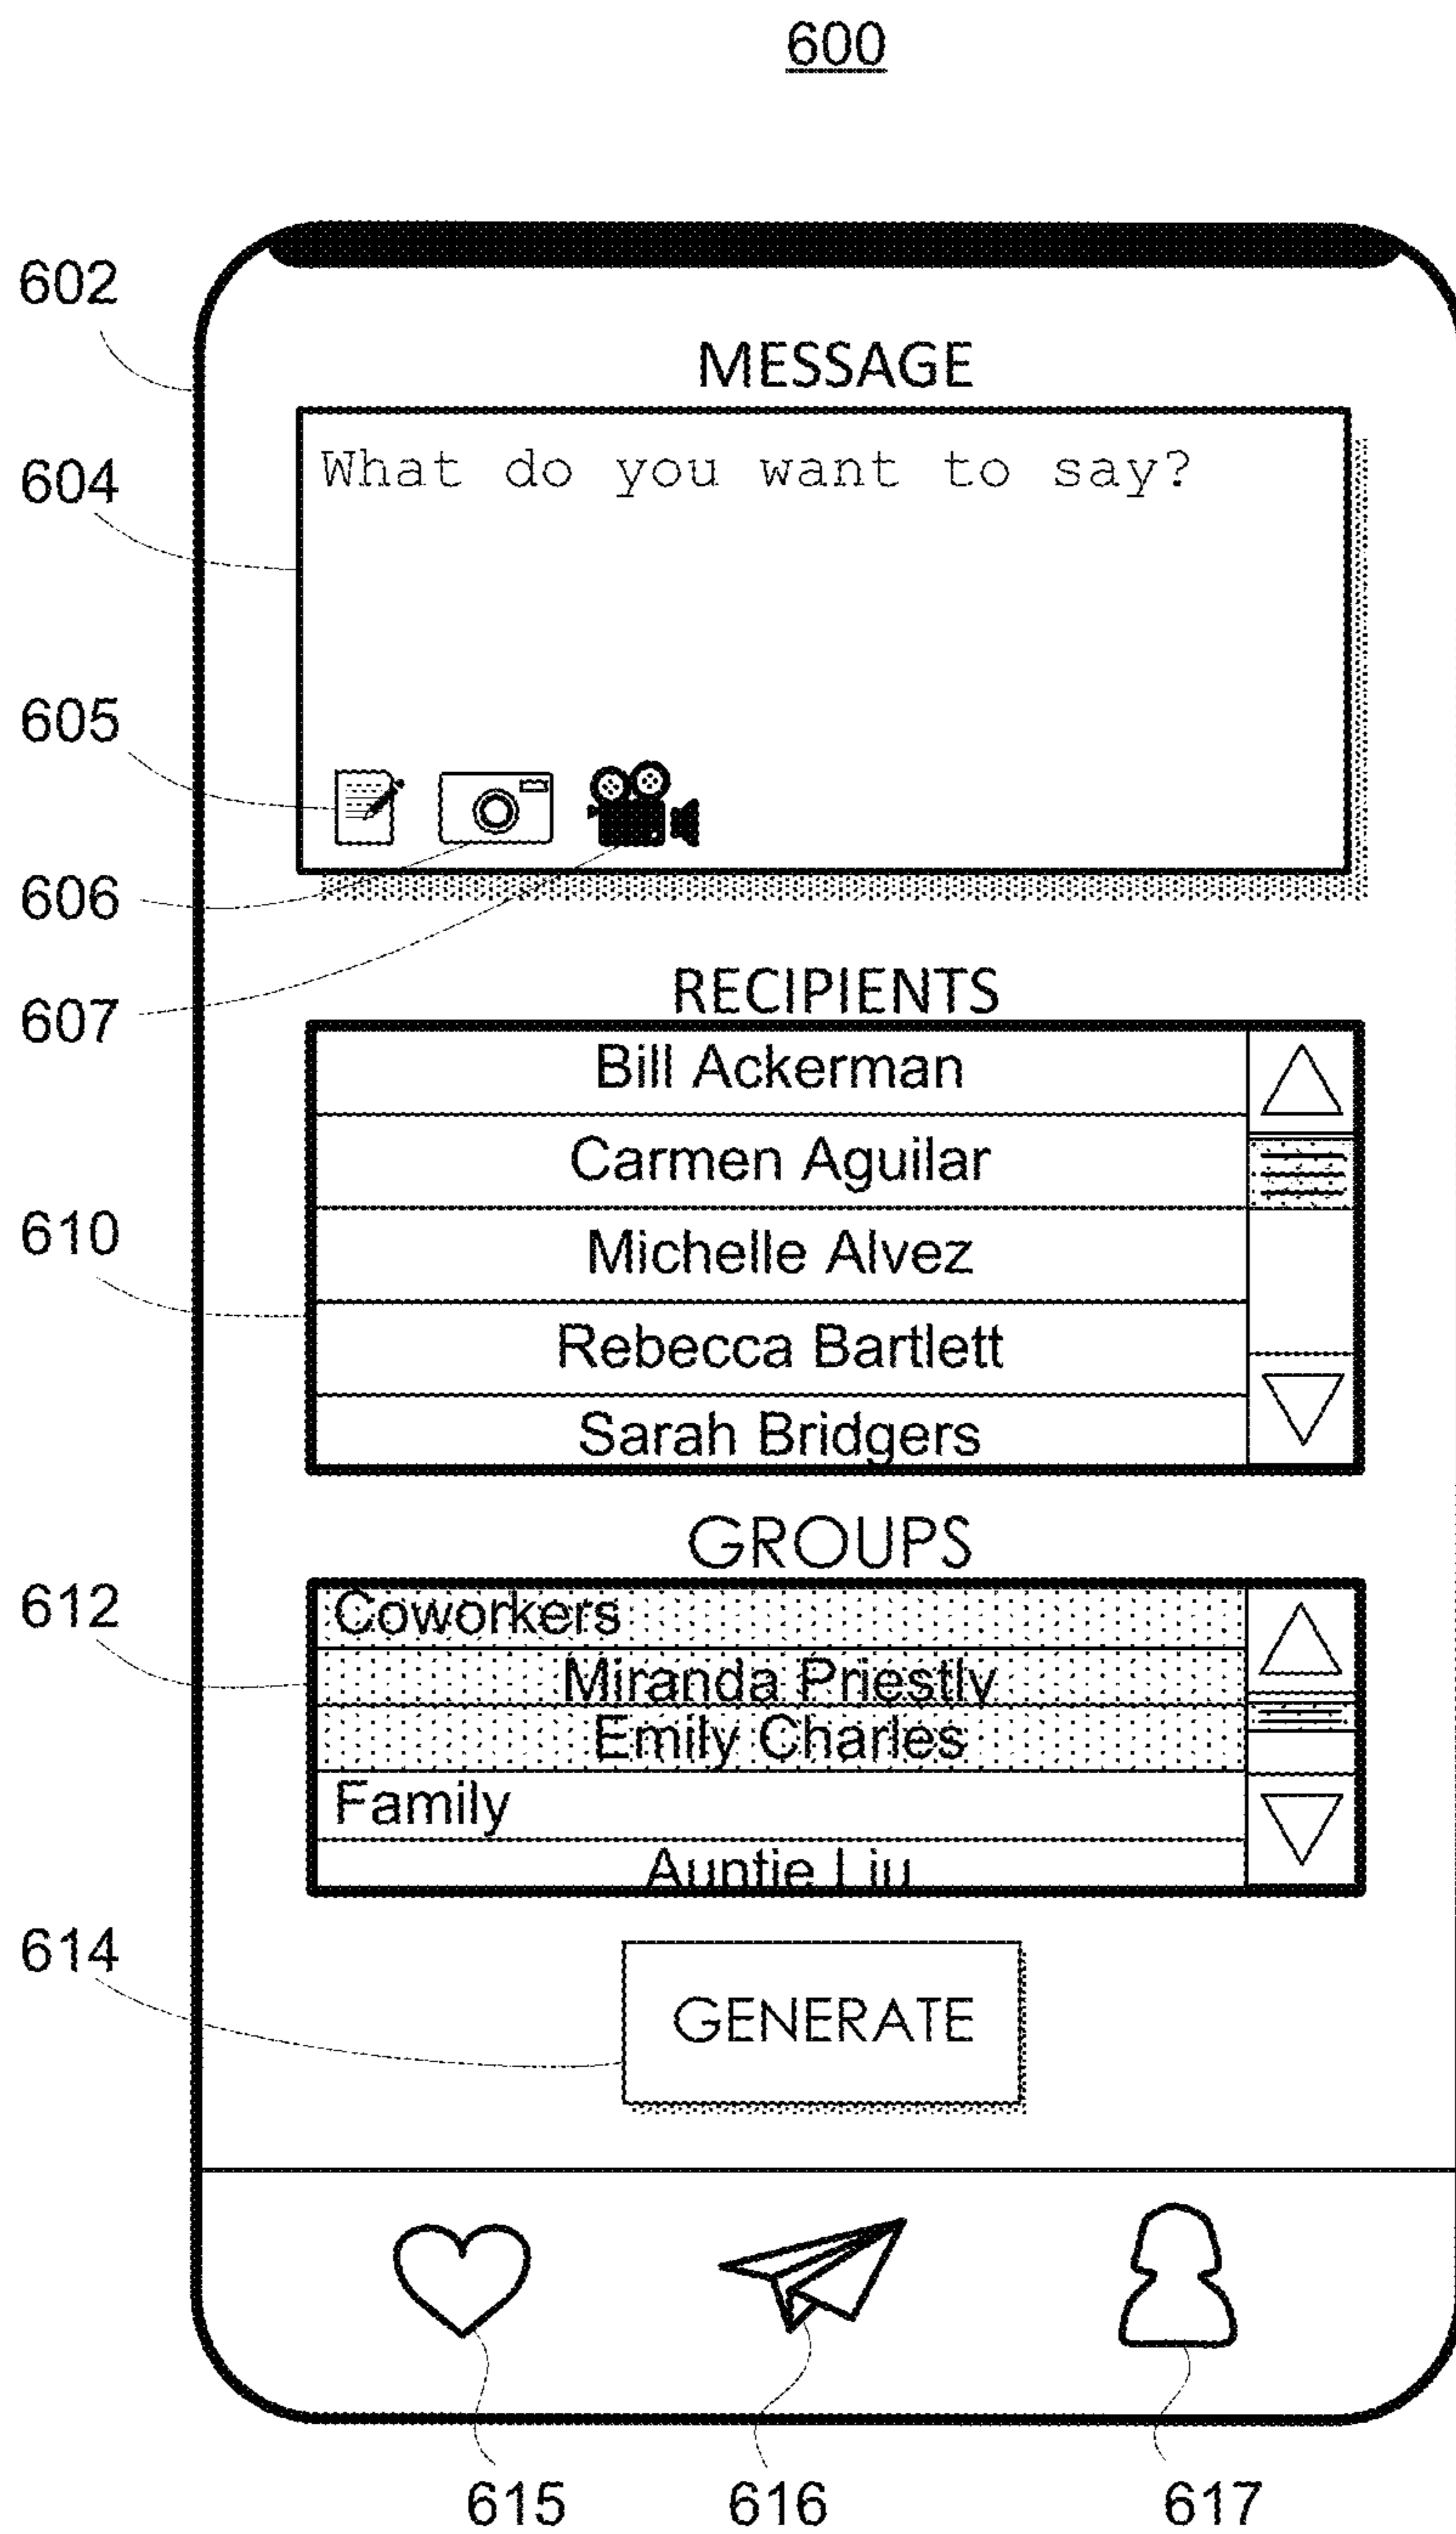 600
602
MESSAGE
604
What do you want to say?
605
606
607
RECIPIENTS
Bill Ackerman
Carmen Aguilar
610
Michelle Alvez
Rebecca Bartlett
Sarah Bridgers
GROUPS
612
Coworkers
Miranda Priestly
Emily Charles
Family
Auntie Liu
614
GENERATE
615
616
617